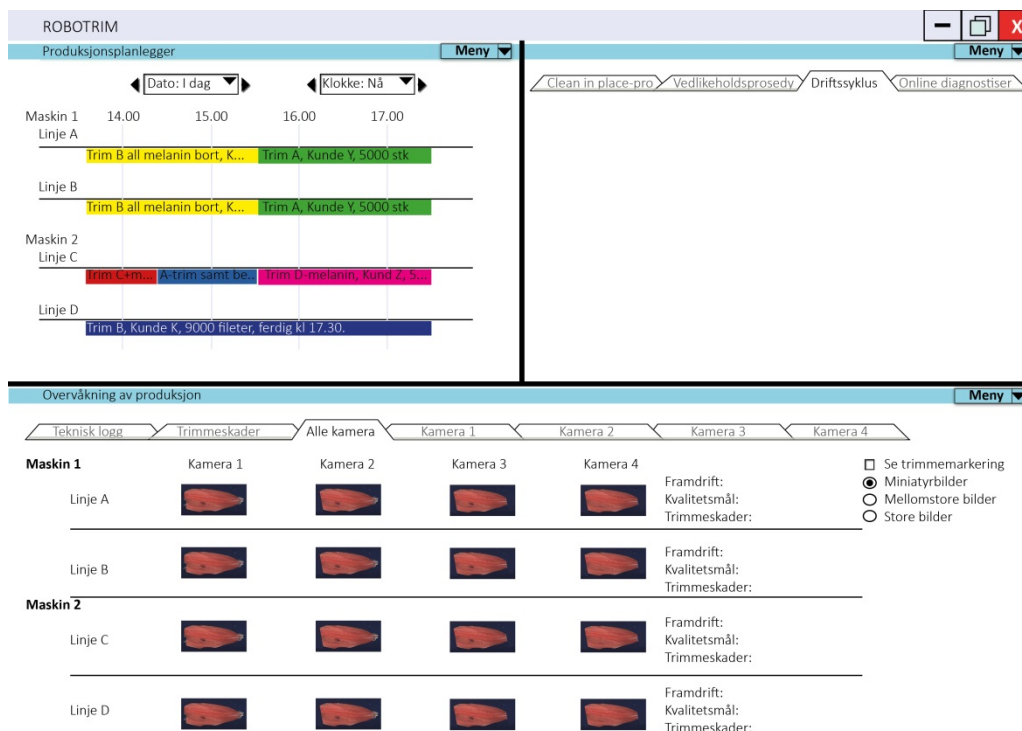 ROBOTRIM
X
Produksjonsplanlegger
Meny
Dato: I dag
Klokke: Nå
Maskin 1
14.00 15.00 16.00 17.00
Linje A
Trim B all melanin bort, K... Trim A, Kunde Y, 5000 stk
Linje B
Trim B all melanin bort, K... Trim A, Kunde Y, 5000 stk
Maskin 2
Linje C
Trim C+m... A-trim samt be.. Trim D-melanin, Kund Z, 5...
Linje D
Trim B, Kunde K, 9000 fileter, ferdig kl 17.30.
Meny
Clean in place-pro Vedlikeholdsprosedy Driftssyklus Online diagnostiser
Overvåkning av produksjon
Meny
Teknisk logg Trimmeskader Alle kamera Kamera 1 Kamera 2 Kamera 3 Kamera 4
Maskin 1
Kamera 1 Kamera 2 Kamera 3 Kamera 4
Linje A
Framdrift:
Kvalitetsmål:
Trimmeskader:
Se trimmemarkering
Miniatyrbilder
Mellomstore bilder
Store bilder
Linje B
Framdrift:
Kvalitetsmål:
Trimmeskader:
Maskin 2
Linje C
Framdrift:
Kvalitetsmål:
Trimmeskader:
Linje D
Framdrift:
Kvalitetsmål:
Trimmeskader: